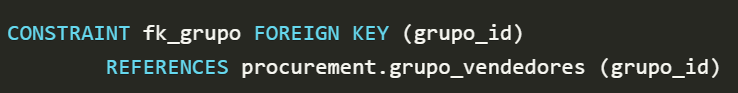 CONSTRAINT fk_grupo FOREIGN KEY (grupo_id)
REFERENCES procurement.grupo_vendedores (grupo_id)